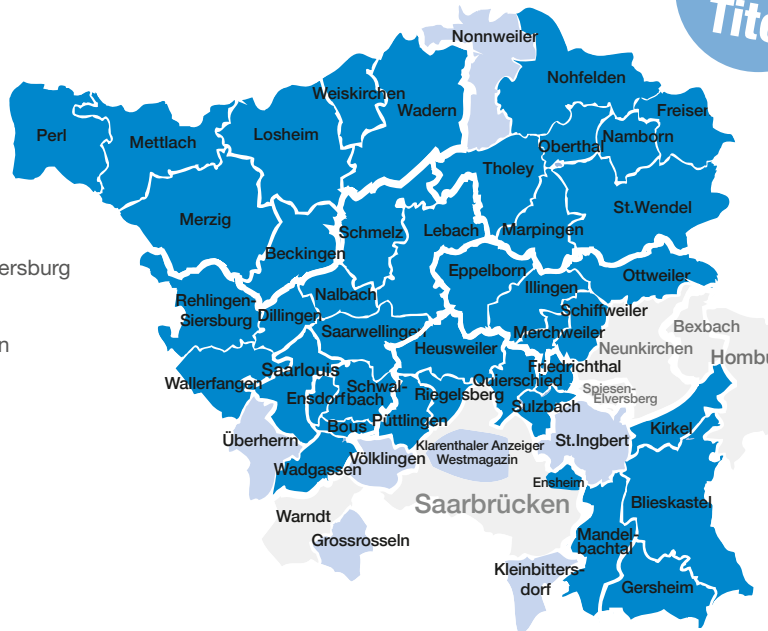 Tite
Nonnweiler
Nohfelden
Weiskirchen
Wadern
Freisen
Perl
Mettlach
Losheim
Oberthal
Namborn
Tholey
St.Wendel
Merzig
Schmelz
Lebach
Marpingen
Beckingen
ersburg
Eppelborn
Ottweiler
Illingen
Nalbach
Rehlingen-
Siersburg
Dillingen
Schiffweiler
Saarwellingen
Merchweiler
Bexbach
n
Heusweiler
Neunkirchen
Hombu
Friedrichthal
Saarlouis
Wallerfangen
Quierschied
Schwal-
bach
Ensdorf
Riegelsberg
Spiesen-
Elversberg
Sulzbach
Püttlingen
Bous
Kirkel
Überherrn
St.Ingbert
Klarenthaler Anzeiger
Westmagazin
Völklingen
Wadgassen
Ensheim
Saarbrücken
Blieskastel
Warndt
Grossrosseln
Mandel-
bachtal
Kleinbitters-
dorf
Gersheim